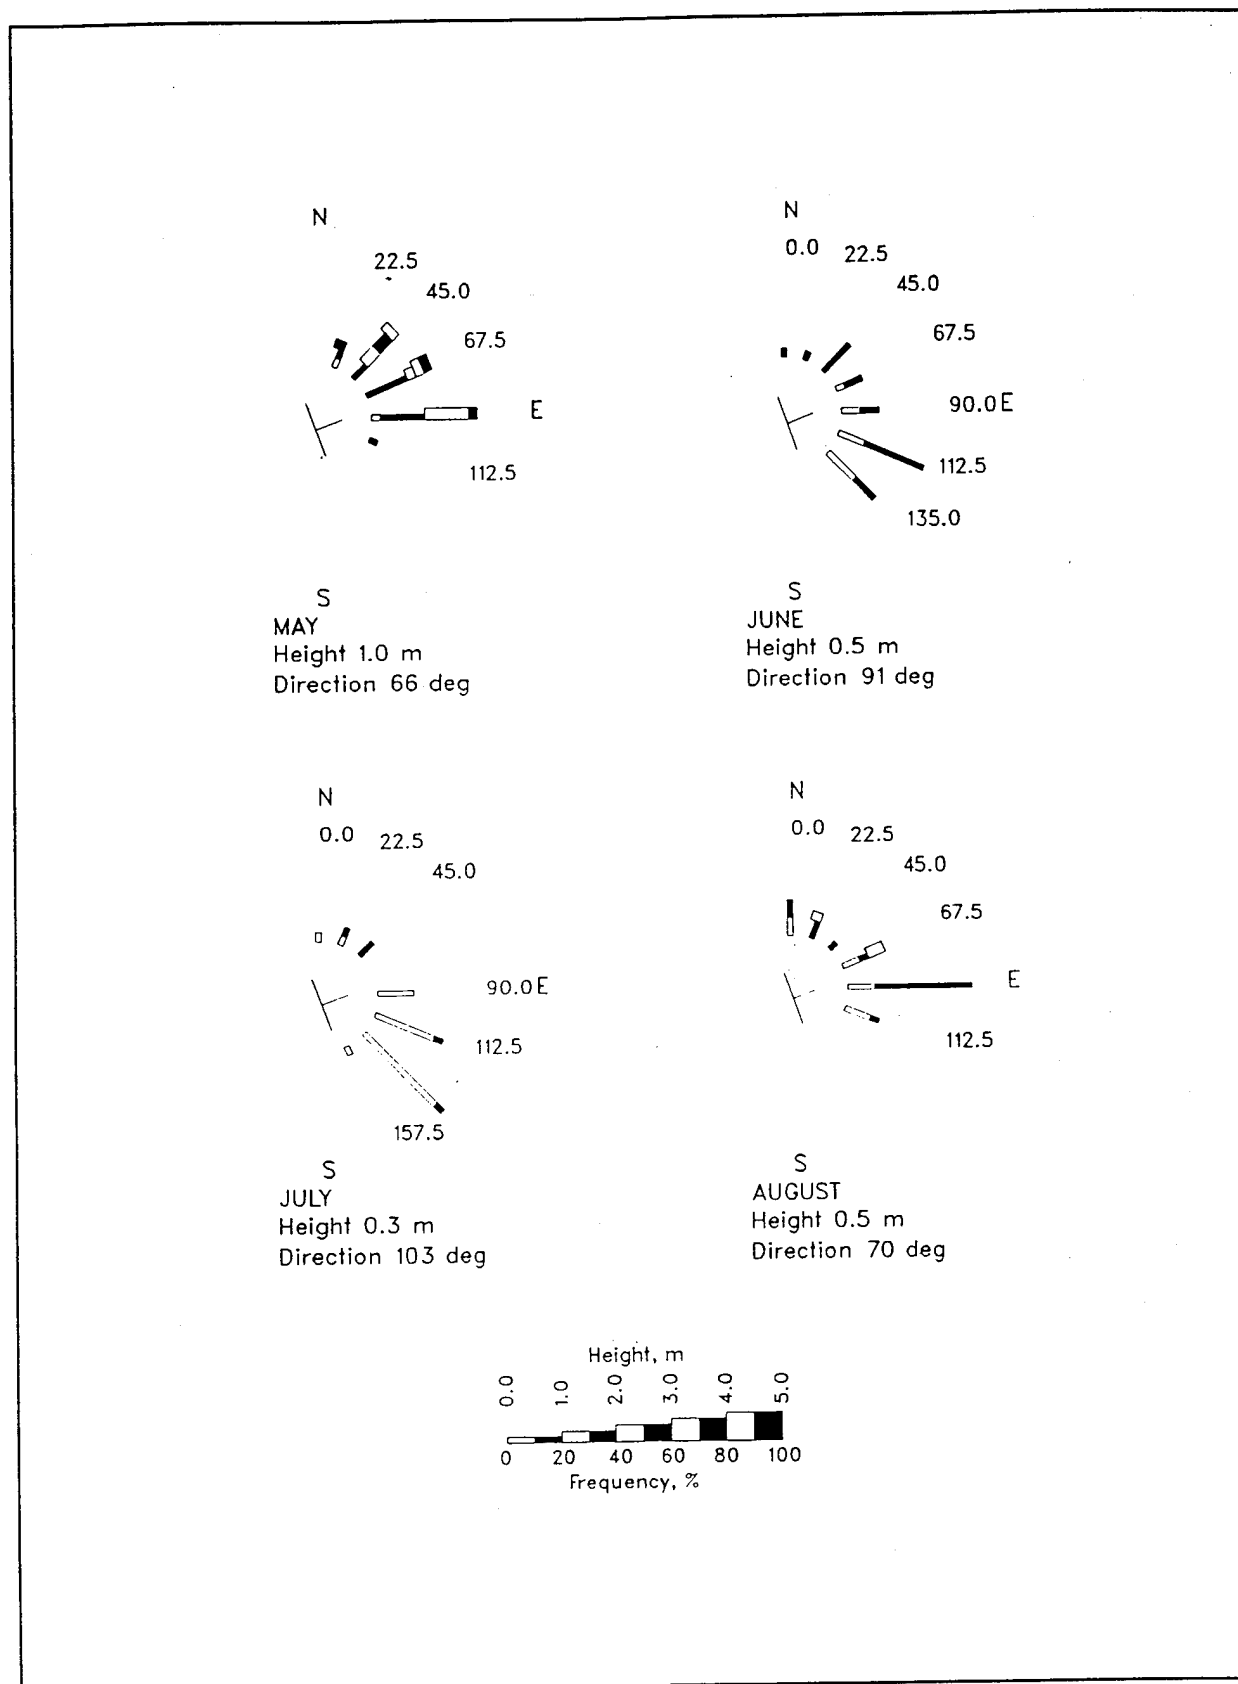 N
22.5
45.0
67.5
E
112.5
S
MAY
Height 1.0 m
Direction 66 deg
N
0.0 22.5
45.0
67.5
90.0 E
112.5
135.0
S
JUNE
Height 0.5 m
Direction 91 deg
N
0.0 22.5
45.0
90.0 E
112.5
157.5
S
JULY
Height 0.3 m
Direction 103 deg
N
0.0 22.5
45.0
67.5
E
112.5
S
AUGUST
Height 0.5 m
Direction 70 deg
Height, m
0.0 1.0 2.0 3.0 4.0 5.0
0 20 40 60 80 100
Frequency, %